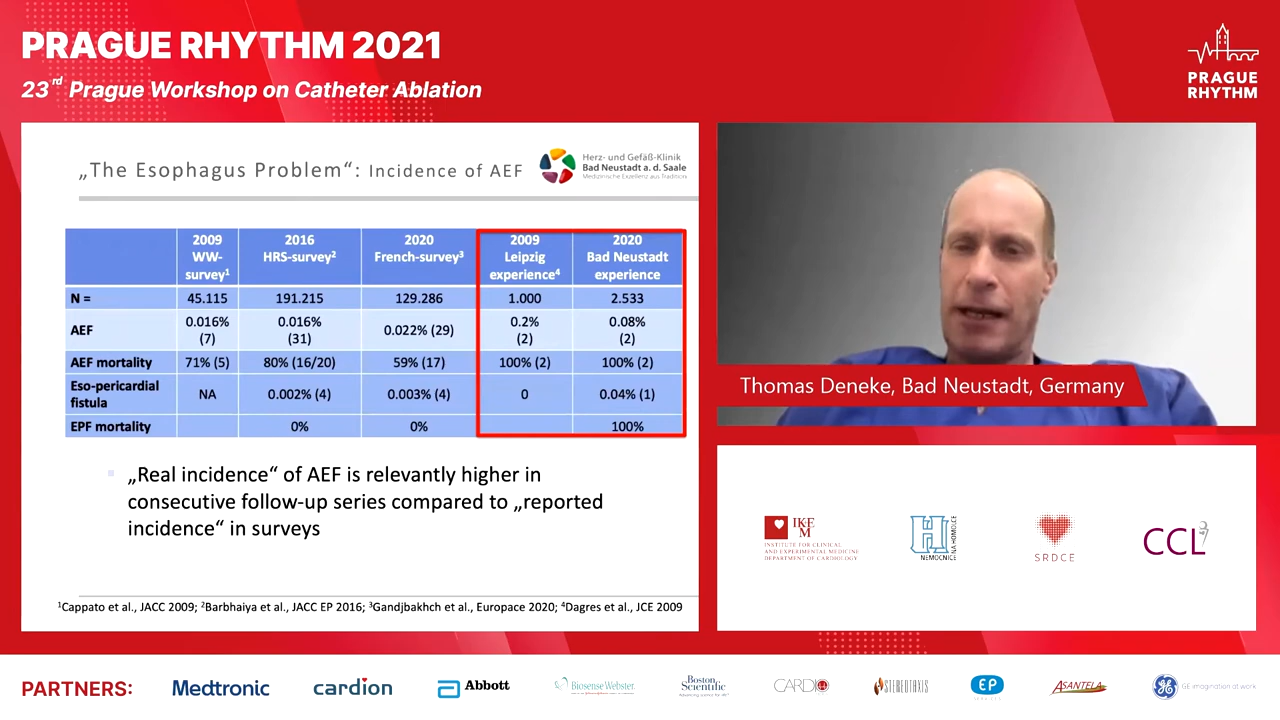 PRAGUE RHYTHM 2021
23rd Prague Workshop on Catheter Ablation
PRAGUE
RHYTHM
„The Esophagus Problem“: Incidence of AEF
Herz- und Gefäß-Klinik
Bad Neustadt a. d. Saale
Medizinische Exzellenz aus Tradition
2009 WW-survey1 2016 HRS-survey2 2020 French-survey3 2009 Leipzig experience4 2020 Bad Neustadt experience
N = 45.115 191.215 129.286 1.000 2.533
AEF 0.016% (7) 0.016% (31) 0.022% (29) 0.2% (2) 0.08% (2)
AEF mortality 71% (5) 80% (16/20) 59% (17) 100% (2) 100% (2)
Eso-pericardial fistula NA 0.002% (4) 0.003% (4) 0 0.04% (1)
EPF mortality 0% 0% 100%
„Real incidence“ of AEF is relevantly higher in
consecutive follow-up series compared to „reported
incidence“ in surveys
1Cappato et al., JACC 2009; 2Barbhaiya et al., JACC EP 2016; 3Gandjbakhch et al., Europace 2020; 4Dagres et al., JCE 2009
Thomas Deneke, Bad Neustadt, Germany
IKEM
INSTITUTE FOR CLINICAL
AND EXPERIMENTAL MEDICINE
DEPARTMENT OF CARDIOLOGY
H
NEMOCNICE
NA HOMOLCE
SRDCE
CCL
PARTNERS: Medtronic cardion Abbott Biosense Webster Boston Scientific CARDIO STEREOTAXIS EP ASANTELA GE imagination at work